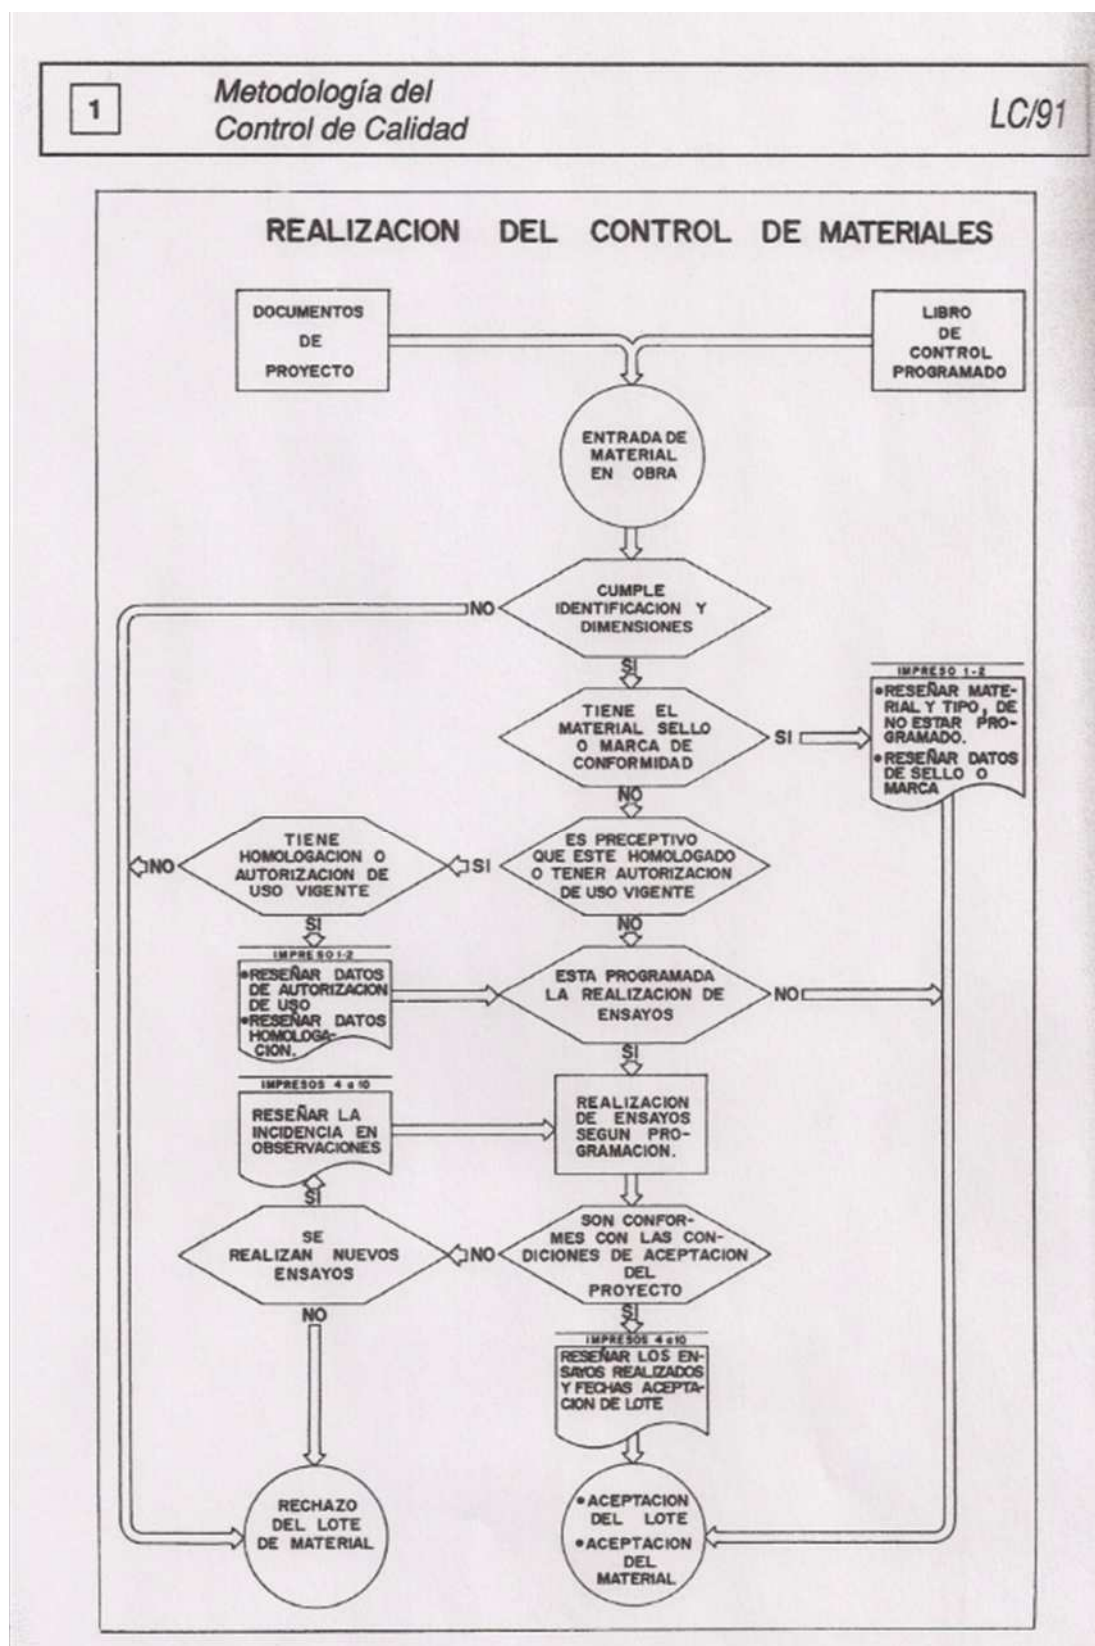 1
Metodología del
Control de Calidad
LC/91
REALIZACION DEL CONTROL DE MATERIALES
DOCUMENTOS
DE
PROYECTO
LIBRO
DE
CONTROL
PROGRAMADO
ENTRADA DE
MATERIAL
EN OBRA
CUMPLE
IDENTIFICACION Y
DIMENSIONES
NO
SI
TIENE EL
MATERIAL SELLO
O MARCA DE
CONFORMIDAD
SI
IMPRESO 1-2
•RESEÑAR MATE-
RIAL Y TIPO, DE
NO ESTAR PRO-
GRAMADO.
•RESEÑAR DATOS
DE SELLO O
MARCA
NO
ES PRECEPTIVO
QUE ESTE HOMOLOGADO
O TENER AUTORIZACION
DE USO VIGENTE
SI
TIENE
HOMOLOGACION O
AUTORIZACION DE
USO VIGENTE
NO
SI
IMPRESO 1-2
•RESEÑAR DATOS
DE AUTORIZACION
DE USO
•RESEÑAR DATOS
HOMOLOGA-
CION.
NO
ESTA PROGRAMADA
LA REALIZACION DE
ENSAYOS
NO
SI
REALIZACION
DE ENSAYOS
SEGUN PRO-
GRAMACION.
IMPRESOS 4 a 10
RESEÑAR LA
INCIDENCIA EN
OBSERVACIONES
SI
SE
REALIZAN NUEVOS
ENSAYOS
NO
SON CONFOR-
MES CON LAS CON-
DICIONES DE ACEPTACION
DEL
PROYECTO
NO
SI
IMPRESOS 4 a 10
RESEÑAR LOS EN-
SAYOS REALIZADOS
Y FECHAS ACEPTA-
CION DE LOTE
RECHAZO
DEL LOTE
DE MATERIAL
•ACEPTACION
DEL LOTE
•ACEPTACION
DEL
MATERIAL